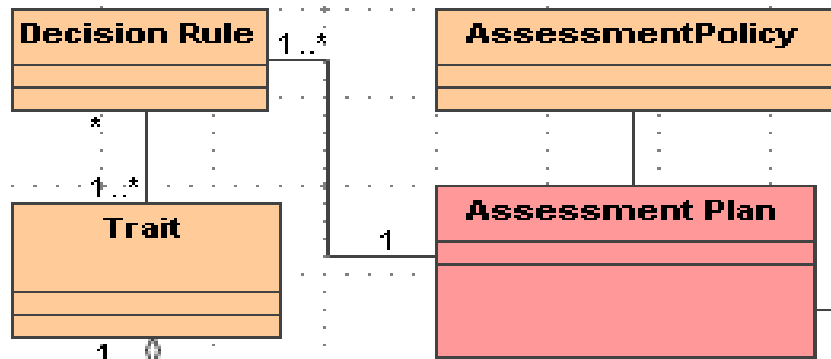 Decision Rule
1..*
AssessmentPolicy
*
1..*
Trait
1
Assessment Plan
1
0